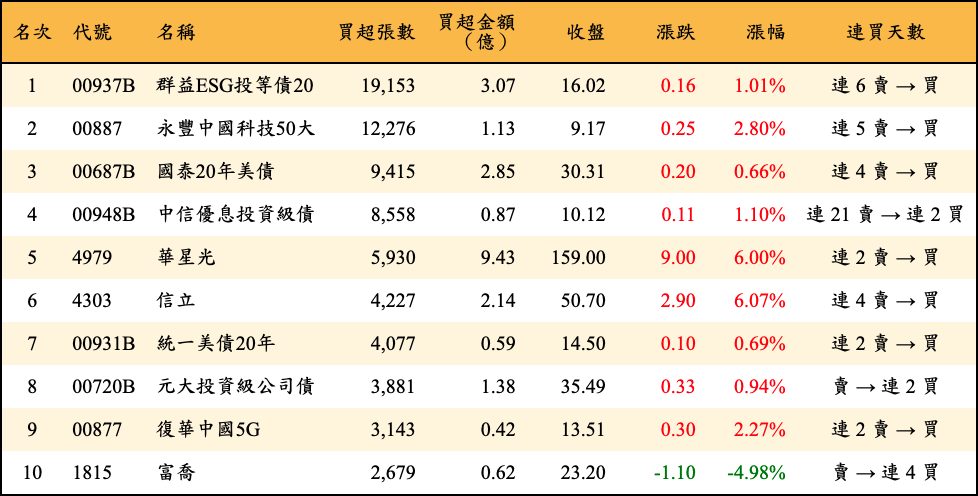 名次 代號 名稱 買超張數 買超金額（億） 收盤 漲跌 漲幅 連買天數
1 00937B 群益ESG投等債20 19,153 3.07 16.02 0.16 1.01% 連 6 賣 → 買
2 00887 永豐中國科技50大 12,276 1.13 9.17 0.25 2.80% 連 5 賣 → 買
3 00687B 國泰20年美債 9,415 2.85 30.31 0.20 0.66% 連 4 賣 → 買
4 00948B 中信優息投資級債 8,558 0.87 10.12 0.11 1.10% 連 21 賣 → 連 2 買
5 4979 華星光 5,930 9.43 159.00 9.00 6.00% 連 2 賣 → 買
6 4303 信立 4,227 2.14 50.70 2.90 6.07% 連 4 賣 → 買
7 00931B 統一美債20年 4,077 0.59 14.50 0.10 0.69% 連 2 賣 → 買
8 00720B 元大投資級公司債 3,881 1.38 35.49 0.33 0.94% 賣 → 連 2 買
9 00877 復華中國5G 3,143 0.42 13.51 0.30 2.27% 連 2 賣 → 買
10 1815 富喬 2,679 0.62 23.20 -1.10 -4.98% 賣 → 連 4 買